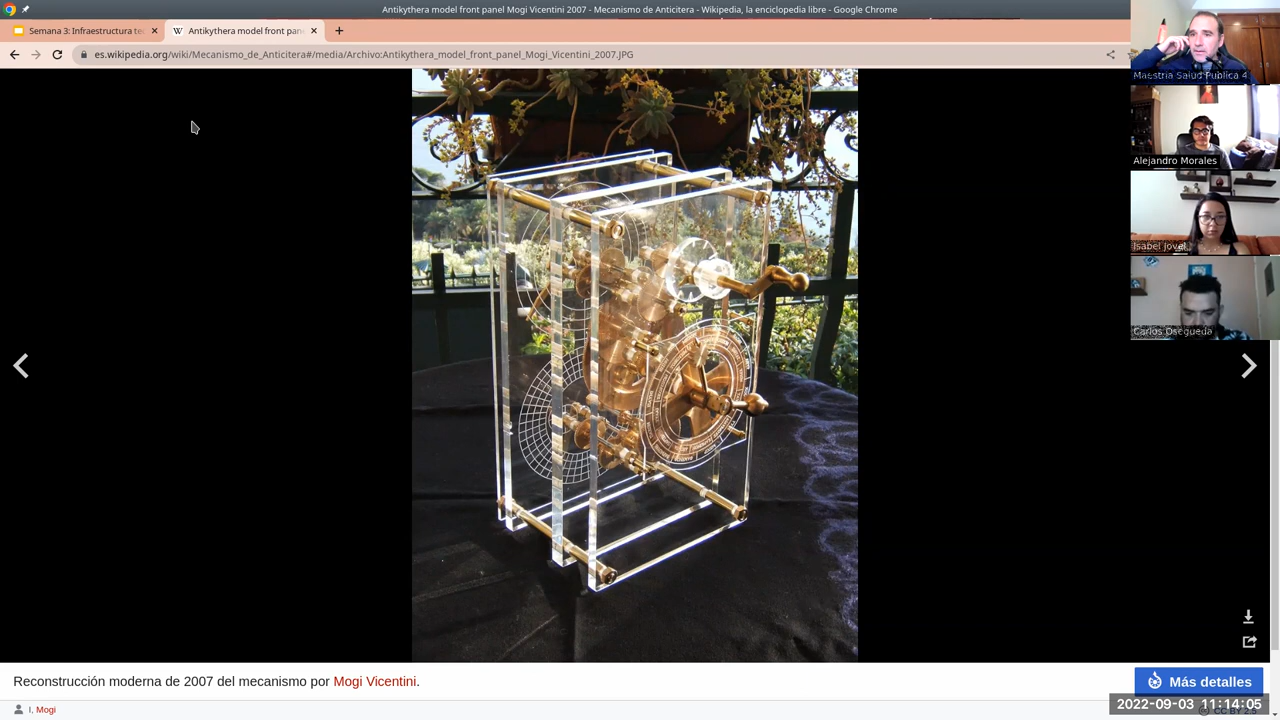 Antikythera model front panel Mogi Vicentini 2007 - Mecanismo de Anticitera - Wikipedia, la enciclopedia libre - Google Chrome
Semana 3: Infraestructura te
Antikythera model front pan
es.wikipedia.org/wiki/Mecanismo_de_Anticitera#/media/Archivo:Antikythera_model_front_panel_Mogi_Vicentini_2007.JPG
Maestria Salud Publica 4
Alejandro Morales
Isabel Jovel
Carlos Osegueda
Reconstrucción moderna de 2007 del mecanismo por Mogi Vicentini.
Más detalles
I, Mogi
2022-09-03 11:14:05